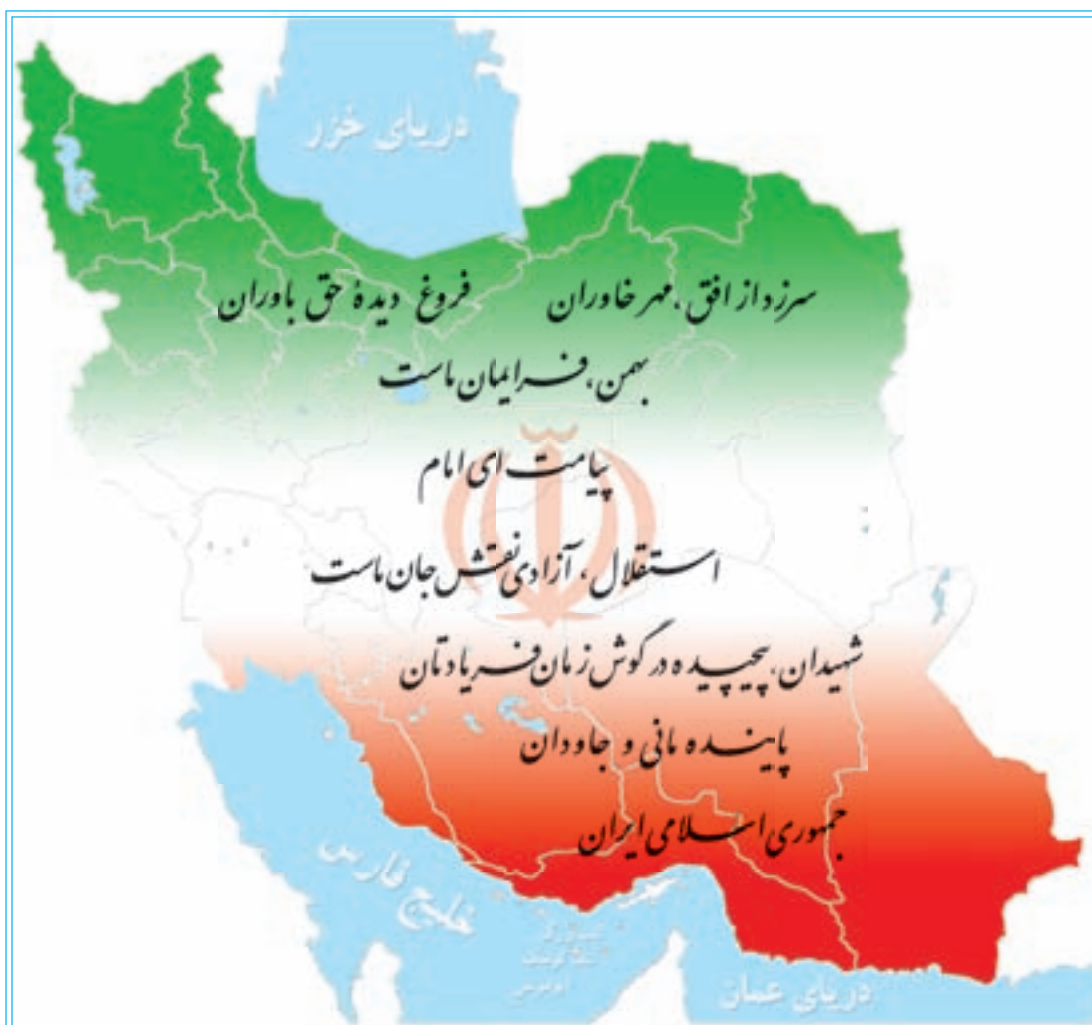 دریای خزر
سرزد از افق، مهر خاوران فروغ دیدهٔ حق باوران
بهمن، فر ایمان ماست
پیامت ای امام
استقلال، آزادی نقش جان ماست
شهیدان، پیچیده در گوش زمان فریادتان
پاینده مانی و جاودان
جمهوری اسلامی ایران
خلیج فارس
دریای عمان